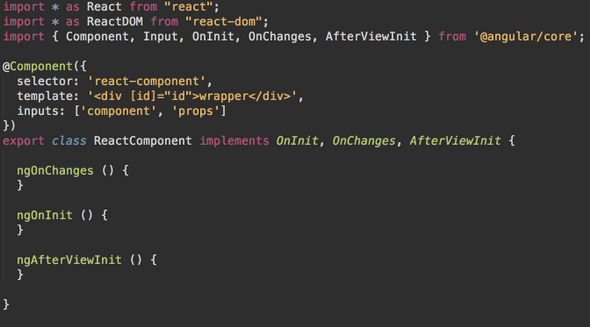 import * as React from "react";
import * as ReactDOM from "react-dom";
import { Component, Input, OnInit, OnChanges, AfterViewInit } from '@angular/core';
@Component({
  selector: 'react-component',
  template: '<div [id]="id">wrapper</div>',
  inputs: ['component', 'props']
})
export class ReactComponent implements OnInit, OnChanges, AfterViewInit {
  ngOnChanges () {
  }
  ngOnInit () {
  }
  ngAfterViewInit () {
  }
}